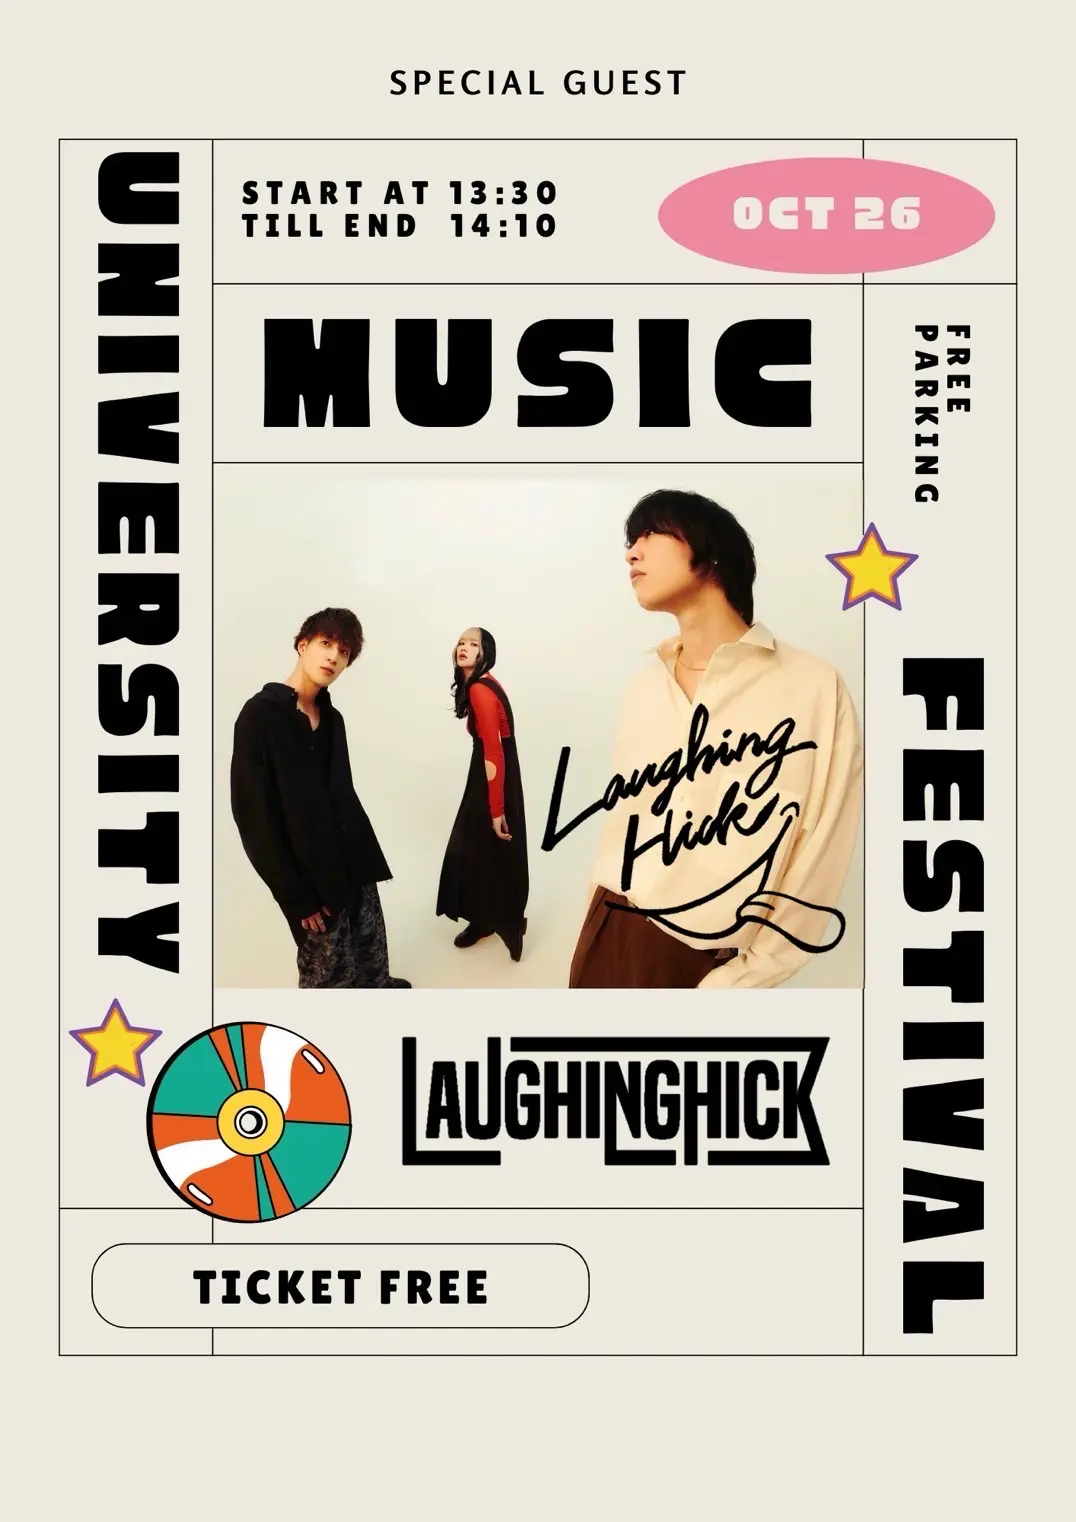 SPECIAL GUEST
UNIVERSITY
START AT 13:30
TILL END 14:10
OCT 26
MUSIC
FREE
PARKING
Laughing
Hick
FESTIVAL
LAUGHINGHICK
TICKET FREE